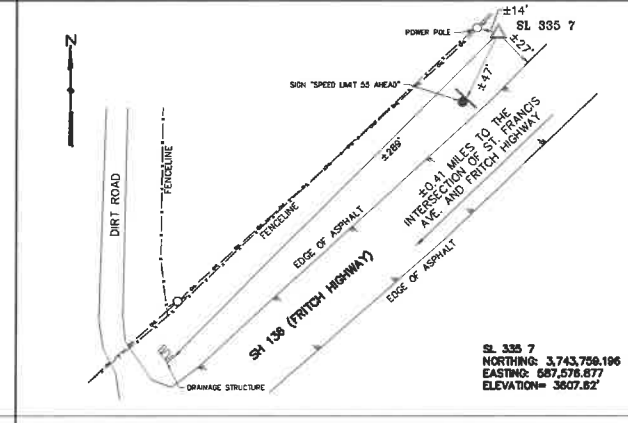 ±14'
SL 335 7
POWER POLE
±27'
N
SIGN "SPEED LIMIT 55 AHEAD"
±47'
±0.41 MILES TO THE
INTERSECTION OF ST. FRANCIS
AVE. AND FRITCH HIGHWAY
±289'
FENCELINE
DIRT ROAD
FENCELINE
EDGE OF ASPHALT
EDGE OF ASPHALT
SH 136 (FRITCH HIGHWAY)
DRAINAGE STRUCTURE
SL 335 7
NORTHING: 3,743,759.196
EASTING: 587,576.877
ELEVATION= 3607.62'